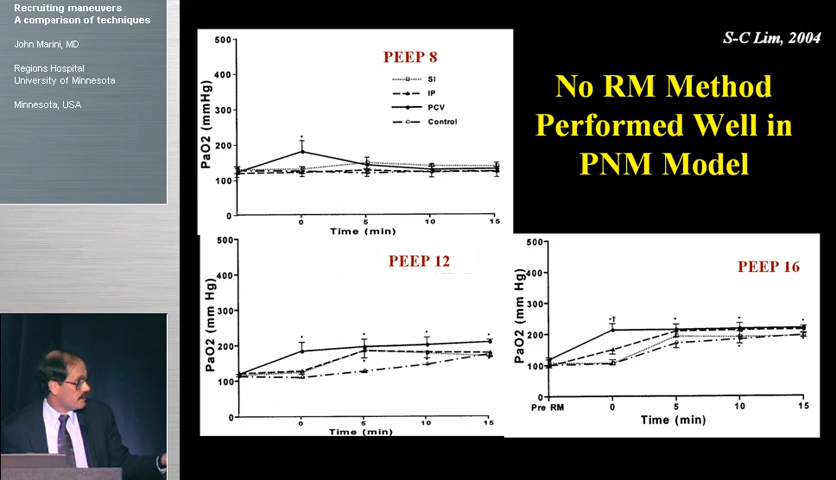 Recruiting maneuvers
A comparison of techniques
John Marini, MD
Regions Hospital
University of Minnesota
Minnesota, USA
S-C Lim, 2004
No RM Method
Performed Well in
PNM Model
PEEP 8
SI
IP
PCV
Control
PaO2 (mmHg)
500
400
300
200
100
0
0
5
10
15
Time (min)
PEEP 12
PaO2 (mm Hg)
500
400
300
200
100
0
0
5
10
15
Time (min)
PEEP 16
PaO2 (mm Hg)
500
400
300
200
100
0
Pre RM
0
5
10
15
Time (min)